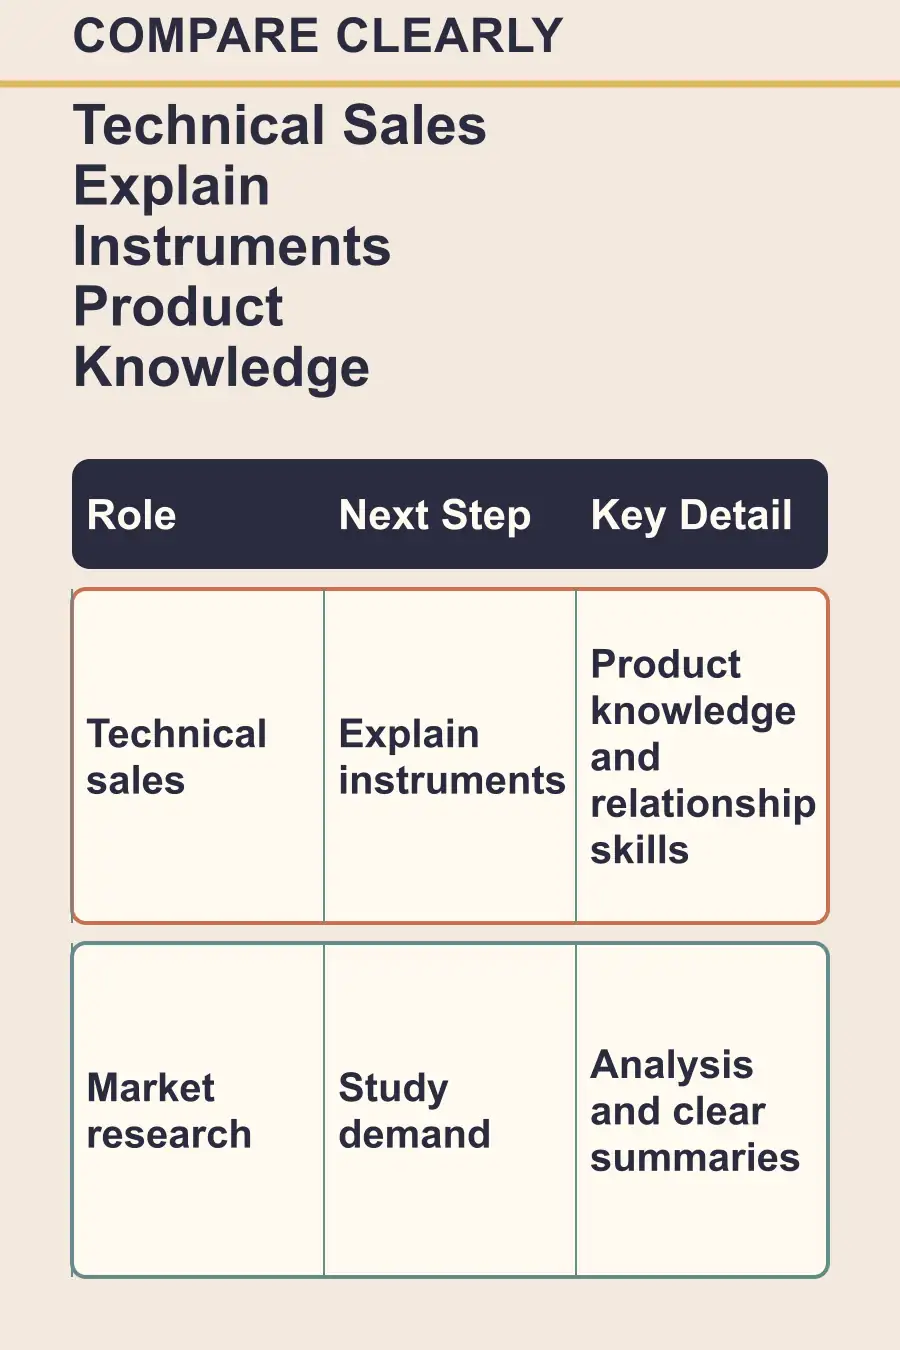 COMPARE CLEARLY
Technical Sales
Explain
Instruments
Product
Knowledge
Role Next Step Key Detail
Technical
sales
Explain
instruments
Product
knowledge
and
relationship
skills
Market
research
Study
demand
Analysis
and clear
summaries